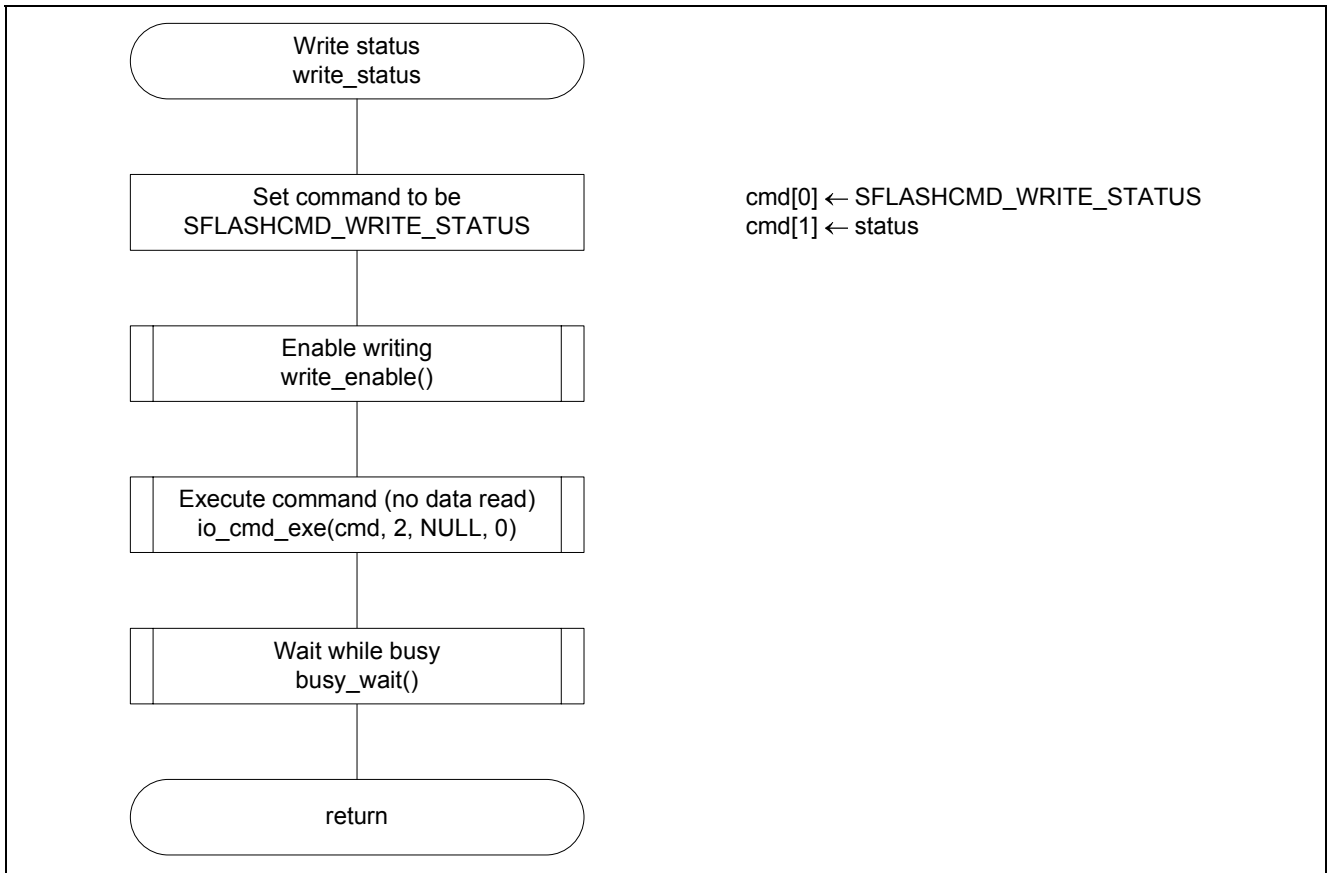 Write status
write_status
Set command to be
SFLASHCMD_WRITE_STATUS
cmd[0] ← SFLASHCMD_WRITE_STATUS
cmd[1] ← status
Enable writing
write_enable()
Execute command (no data read)
io_cmd_exe(cmd, 2, NULL, 0)
Wait while busy
busy_wait()
return